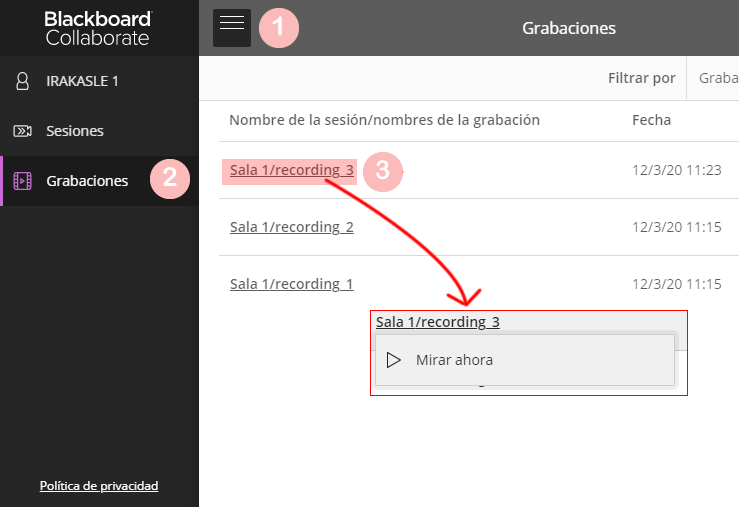 Blackboard
Collaborate
1
Grabaciones
IRAKASLE 1
Filtrar por
Graba
Sesiones
Nombre de la sesión/nombres de la grabación
Fecha
Grabaciones
2
Sala 1/recording_3
3
12/3/20 11:23
Sala 1/recording_2
12/3/20 11:15
Sala 1/recording_1
12/3/20 11:15
Sala 1/recording_3
Mirar ahora
Política de privacidad